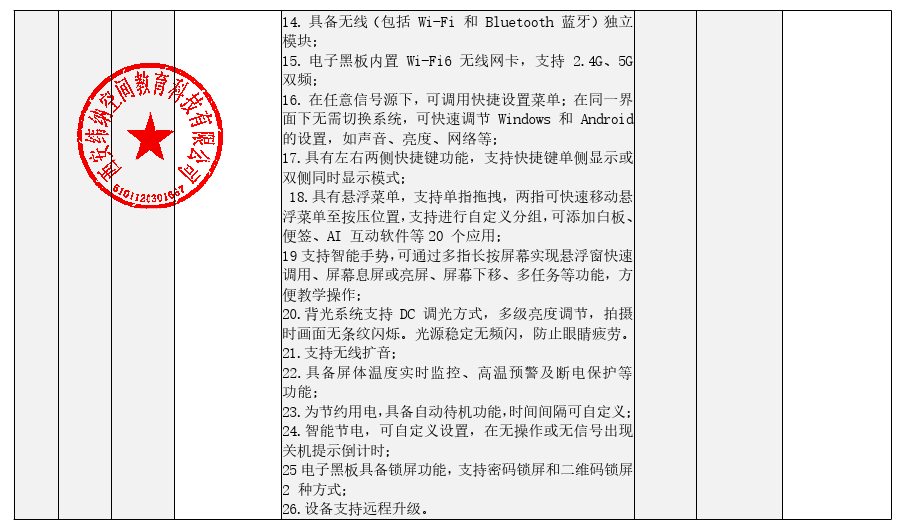 14. 具备无线（包括 Wi-Fi 和 Bluetooth 蓝牙）独立
模块;
15. 电子黑板内置 Wi-Fi6 无线网卡, 支持 2.4G、5G
双频;
16. 在任意信号源下, 可调用快捷设置菜单; 在同一界
面下无需切换系统, 可快速调节 Windows 和 Android
的设置, 如声音、亮度、网络等;
17.具有左右两侧快捷键功能, 支持快捷键单侧显示或
双侧同时显示模式;
18.具有悬浮菜单, 支持单指拖拽, 两指可快速移动悬
浮菜单至按压位置,支持进行自定义分组,可添加白板、
便签、AI 互动软件等20 个应用;
19支持智能手势,可通过多指长按屏幕实现悬浮窗快速
调用、屏幕息屏或亮屏、屏幕下移、多任务等功能, 方
便教学操作;
20.背光系统支持 DC 调光方式, 多级亮度调节, 拍摄
时画面无条纹闪烁。光源稳定无频闪, 防止眼睛疲劳。
21.支持无线扩音;
22.具备屏体温度实时监控、高温预警及断电保护等
功能;
23.为节约用电,具备自动待机功能,时间间隔可自定义;
24.智能节电, 可自定义设置, 在无操作或无信号出现
关机提示倒计时;
25电子黑板具备锁屏功能, 支持密码锁屏和二维码锁屏
2 种方式;
26.设备支持远程升级。
西安纬纳空间教育科技有限公司